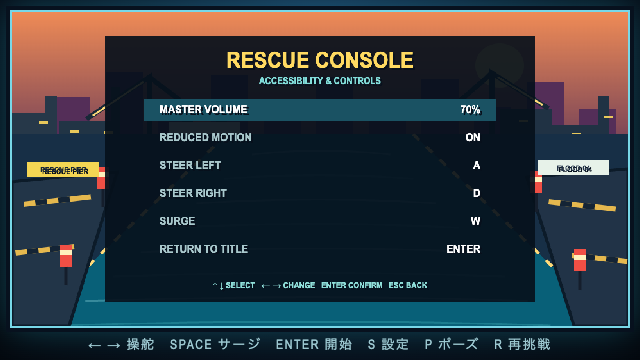 RESCUE CONSOLE
ACCESSIBILITY & CONTROLS
MASTER VOLUME 70%
REDUCED MOTION ON
STEER LEFT A
STEER RIGHT D
SURGE W
RETURN TO TITLE ENTER
↑↓ SELECT ←→ CHANGE ENTER CONFIRM ESC BACK
←→ 操舵 SPACE サージ ENTER 開始 S 設定 P ポーズ R 再挑戦